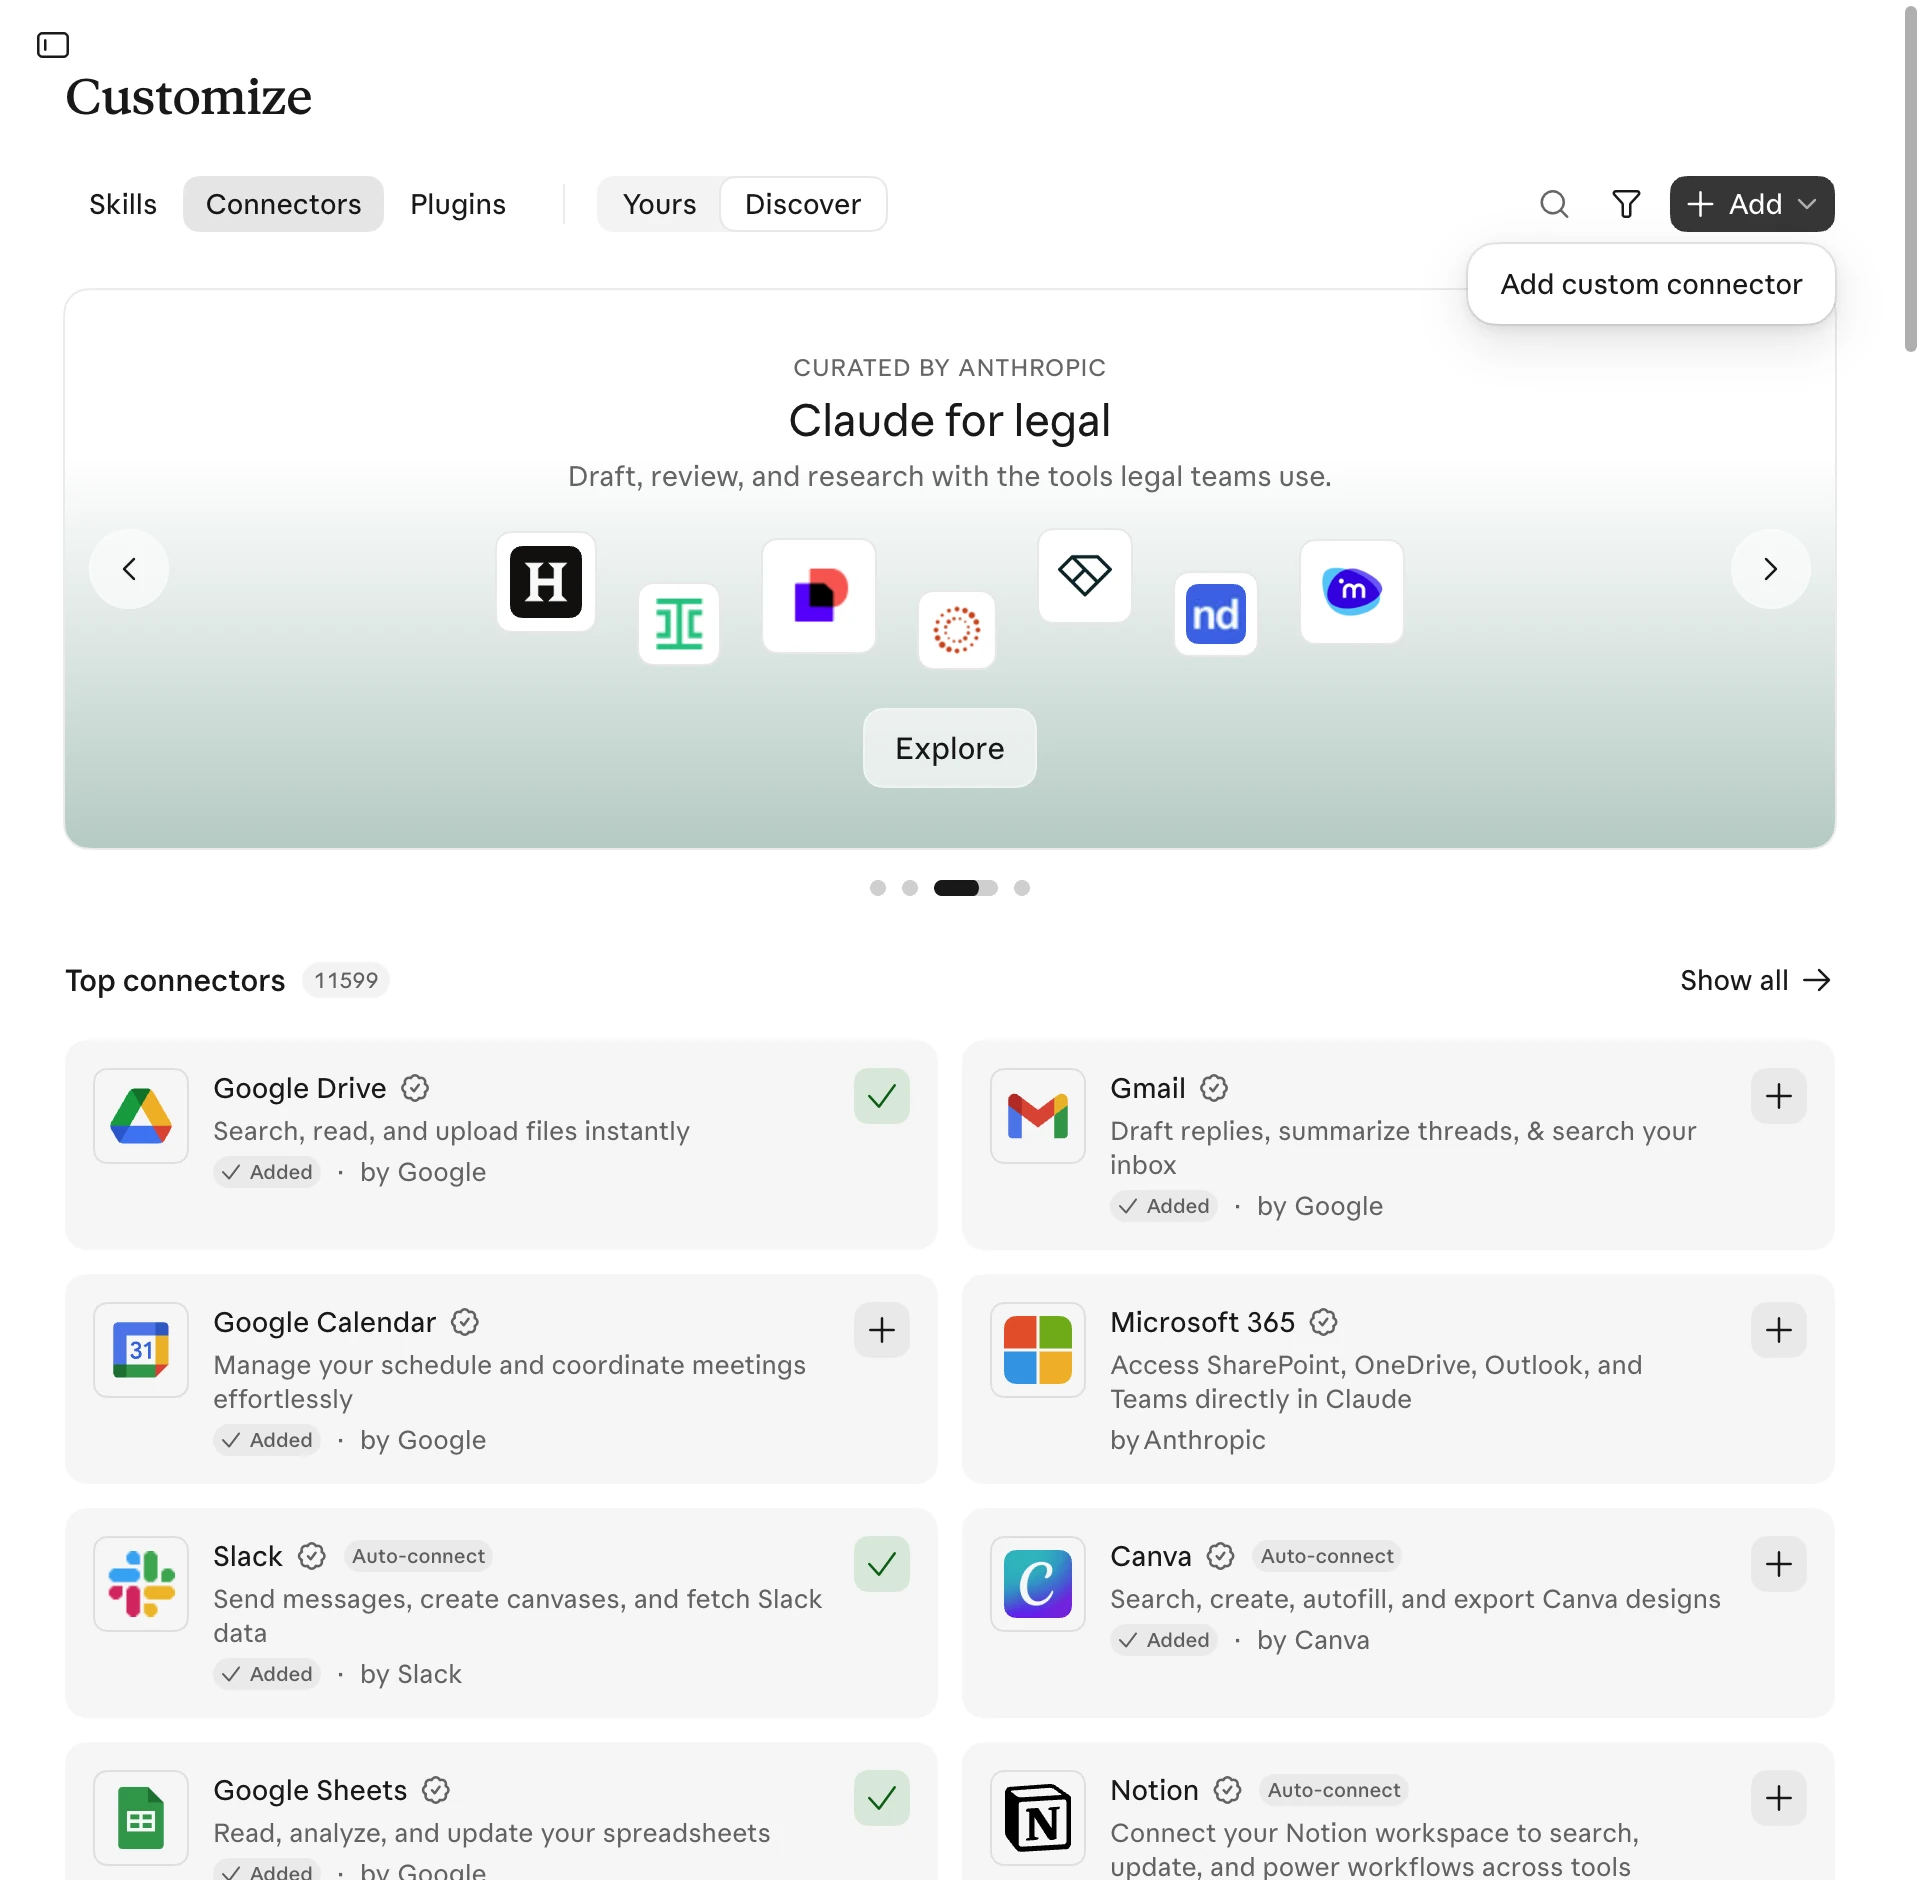 Customize
Skills
Connectors
Plugins
Yours
Discover
Add
Add custom connector
CURATED BY ANTHROPIC
Claude for legal
Draft, review, and research with the tools legal teams use.
H
nd
m
Explore
Top connectors 11599
Show all
Google Drive
Search, read, and upload files instantly
Added · by Google
Gmail
Draft replies, summarize threads, & search your
inbox
Added · by Google
31
Google Calendar
Manage your schedule and coordinate meetings
effortlessly
Added · by Google
Microsoft 365
Access SharePoint, OneDrive, Outlook, and
Teams directly in Claude
by Anthropic
Slack Auto-connect
Send messages, create canvases, and fetch Slack
data
Added · by Slack
C
Canva Auto-connect
Search, create, autofill, and export Canva designs
Added · by Canva
Google Sheets
Read, analyze, and update your spreadsheets
Added · by Google
N
Notion Auto-connect
Connect your Notion workspace to search,
update, and power workflows across tools